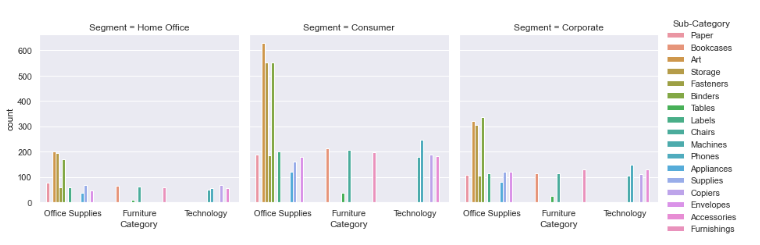 Segment = Home Office
Segment = Consumer
Segment = Corporate
Sub-Category
Paper
Bookcases
Art
Storage
Fasteners
Binders
Tables
Labels
Chairs
Machines
Phones
Appliances
Supplies
Copiers
Envelopes
Accessories
Furnishings
600
500
400
300
200
100
0
count
Office Supplies Furniture Technology
Category
Office Supplies Furniture Technology
Category
Office Supplies Furniture Technology
Category